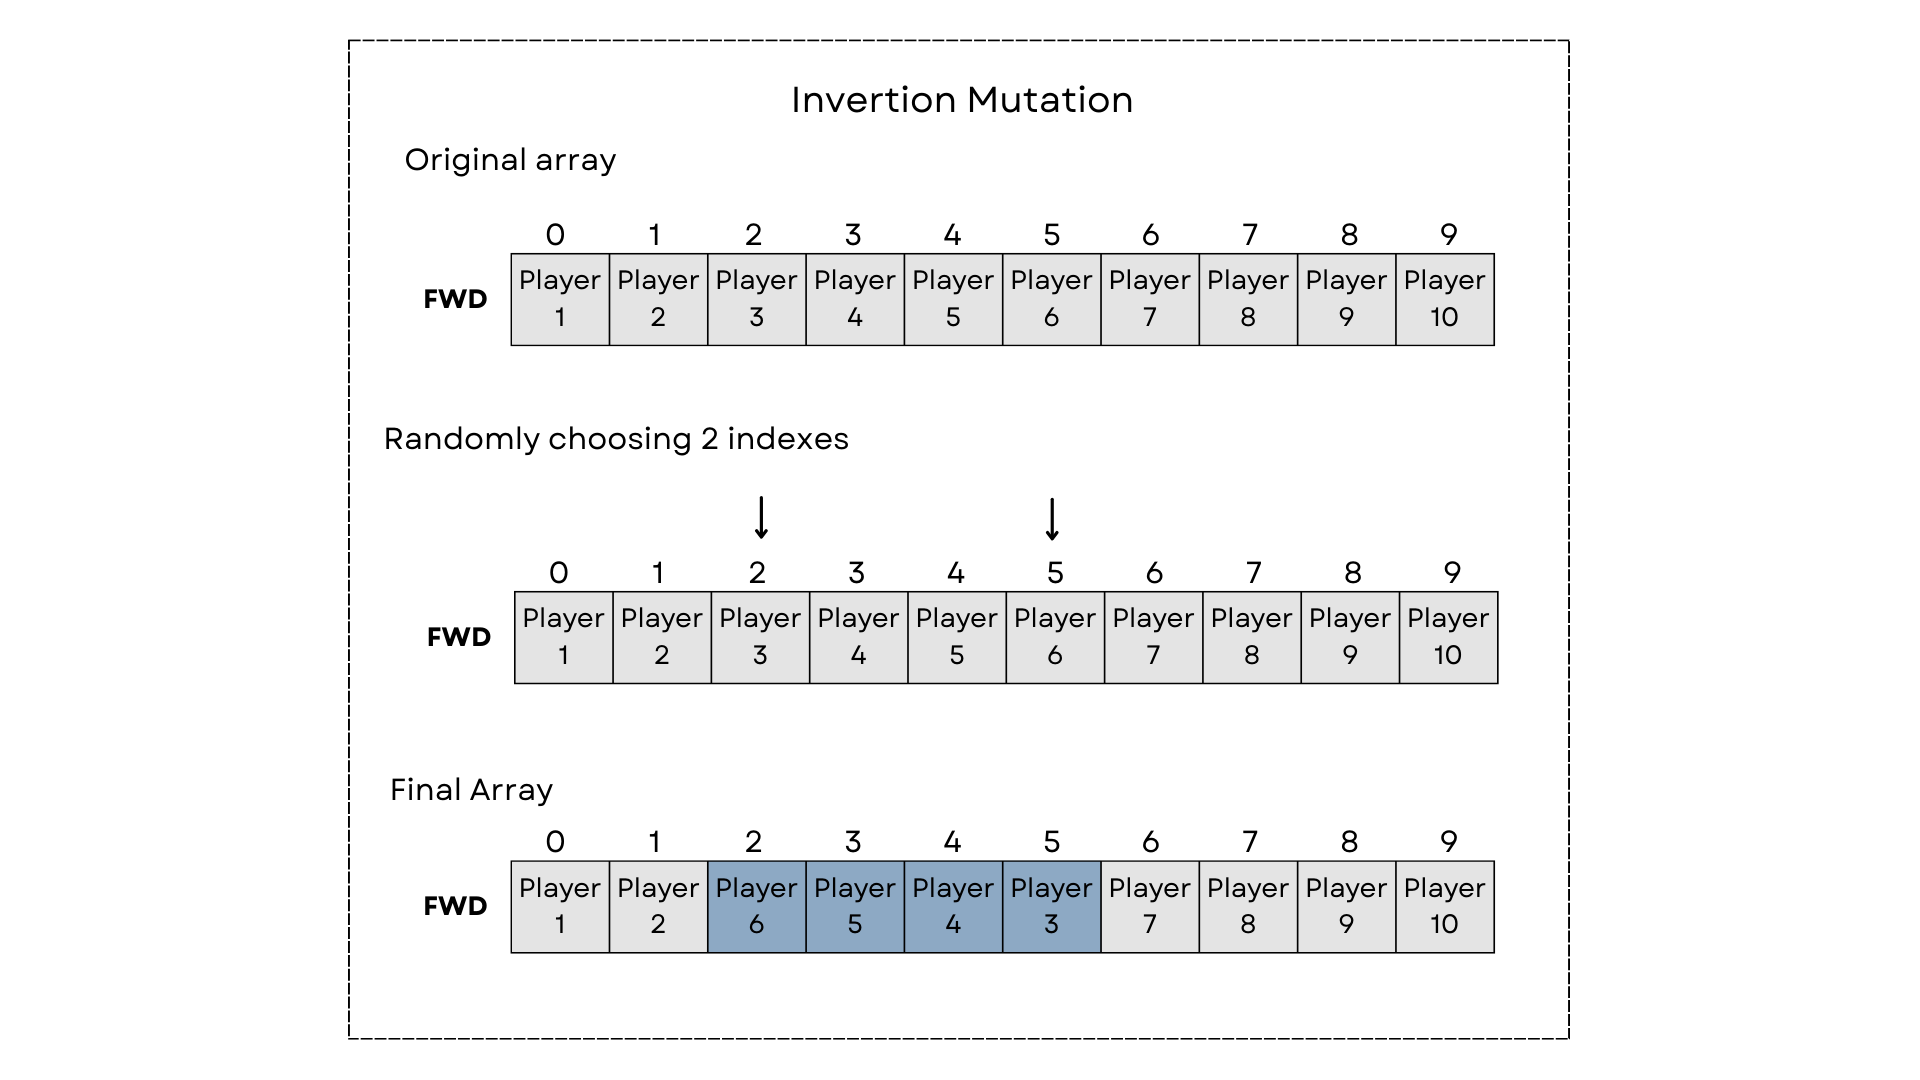 Invertion Mutation
Original array
0 1 2 3 4 5 6 7 8 9
FWD Player 1 Player 2 Player 3 Player 4 Player 5 Player 6 Player 7 Player 8 Player 9 Player 10
Randomly choosing 2 indexes
0 1 2 3 4 5 6 7 8 9
FWD Player 1 Player 2 Player 3 Player 4 Player 5 Player 6 Player 7 Player 8 Player 9 Player 10
Final Array
0 1 2 3 4 5 6 7 8 9
FWD Player 1 Player 2 Player 6 Player 5 Player 4 Player 3 Player 7 Player 8 Player 9 Player 10